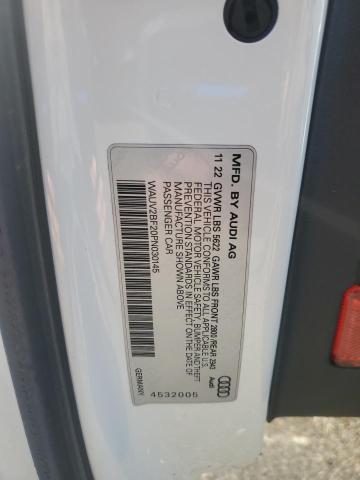 MFD. BY AUDI AG
11 22 GVWR LBS 5622 GAWR LBS FRONT 2800 /REAR 2943
THIS VEHICLE CONFORMS TO ALL APPLICABLE U.S.
FEDERAL MOTOR VEHICLE SAFETY, BUMPER AND THEFT
PREVENTION STANDARDS IN EFFECT ON THE DATE OF
MANUFACTURE SHOWN ABOVE
PASSENGER CAR
WAUV2BF20PN030145
Audi
4532005
GERMANY